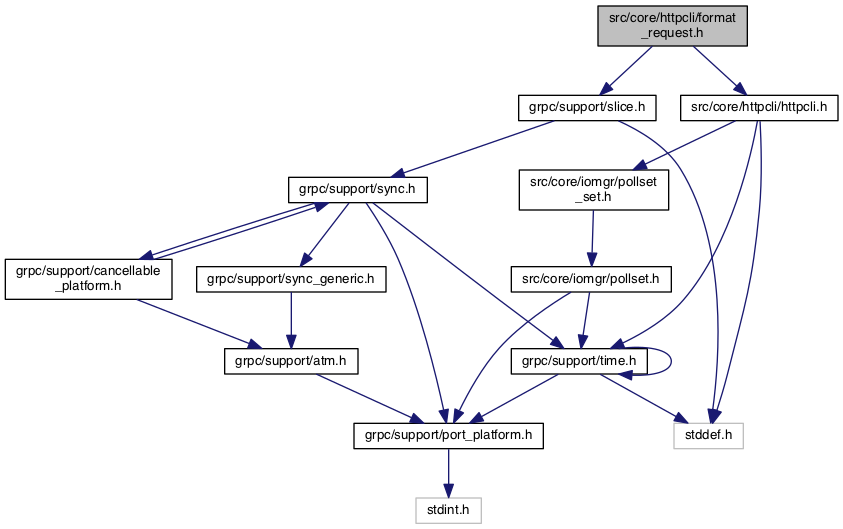 src/core/httpcli/format
_request.h
grpc/support/slice.h
src/core/httpcli/httpcli.h
grpc/support/sync.h
src/core/iomgr/pollset
_set.h
grpc/support/cancellable
_platform.h
grpc/support/sync_generic.h
src/core/iomgr/pollset.h
grpc/support/atm.h
grpc/support/time.h
grpc/support/port_platform.h
stddef.h
stdint.h